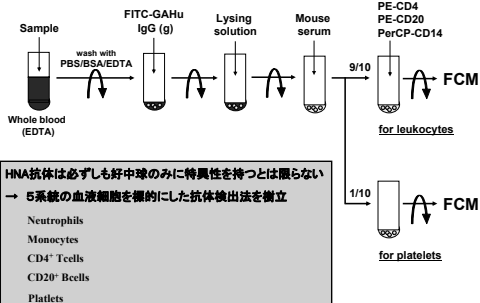 Sample
wash with
PBS/BSA/EDTA
Whole blood
(EDTA)
FITC-GAHu
IgG (g)
Lysing
solution
Mouse
serum
9/10
PE-CD4
PE-CD20
PerCP-CD14
FCM
for leukocytes
1/10
FCM
for platelets
HNA抗体は必ずしも好中球のみに特異性を持つとは限らない
→ 5系統の血液細胞を標的にした抗体検出法を樹立
Neutrophils
Monocytes
CD4⁺ Tcells
CD20⁺ Bcells
Platlets